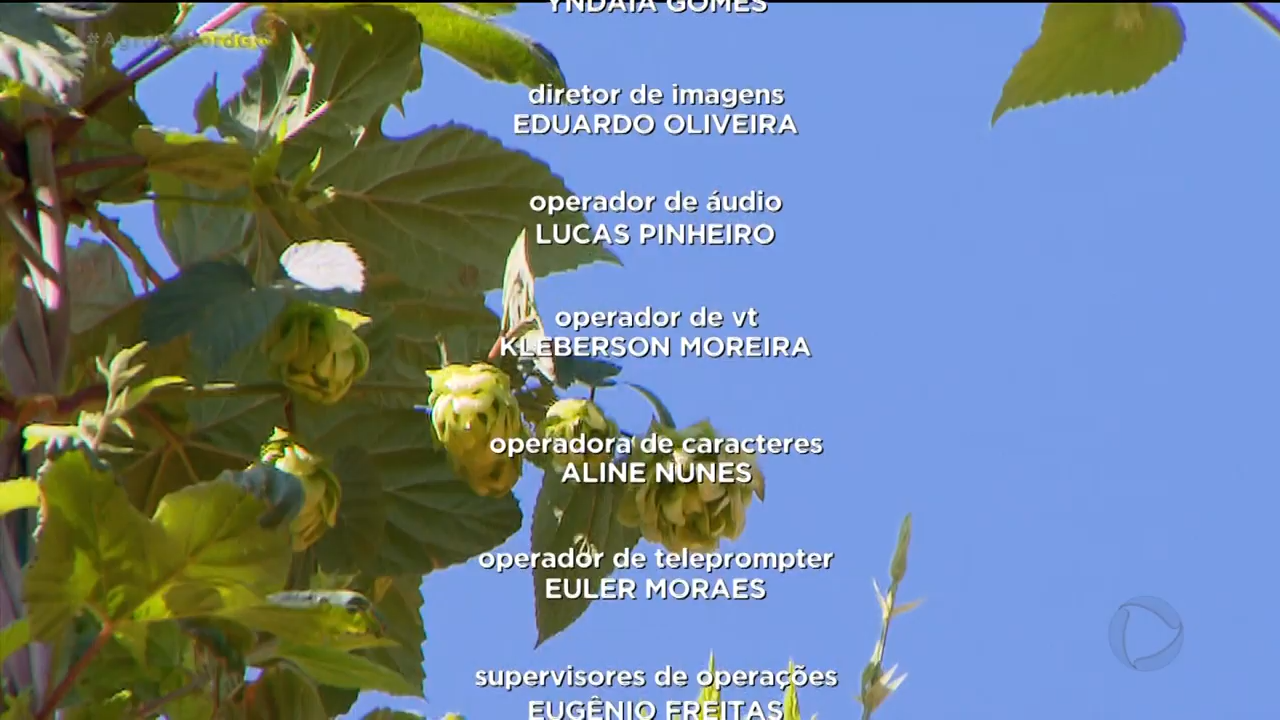 YNDAIA GOMES
#AgroRecordGO
diretor de imagens
EDUARDO OLIVEIRA
operador de áudio
LUCAS PINHEIRO
operador de vt
KLEBERSON MOREIRA
operadora de caracteres
ALINE NUNES
operador de teleprompter
EULER MORAES
supervisores de operações
EUGÊNIO FREITAS